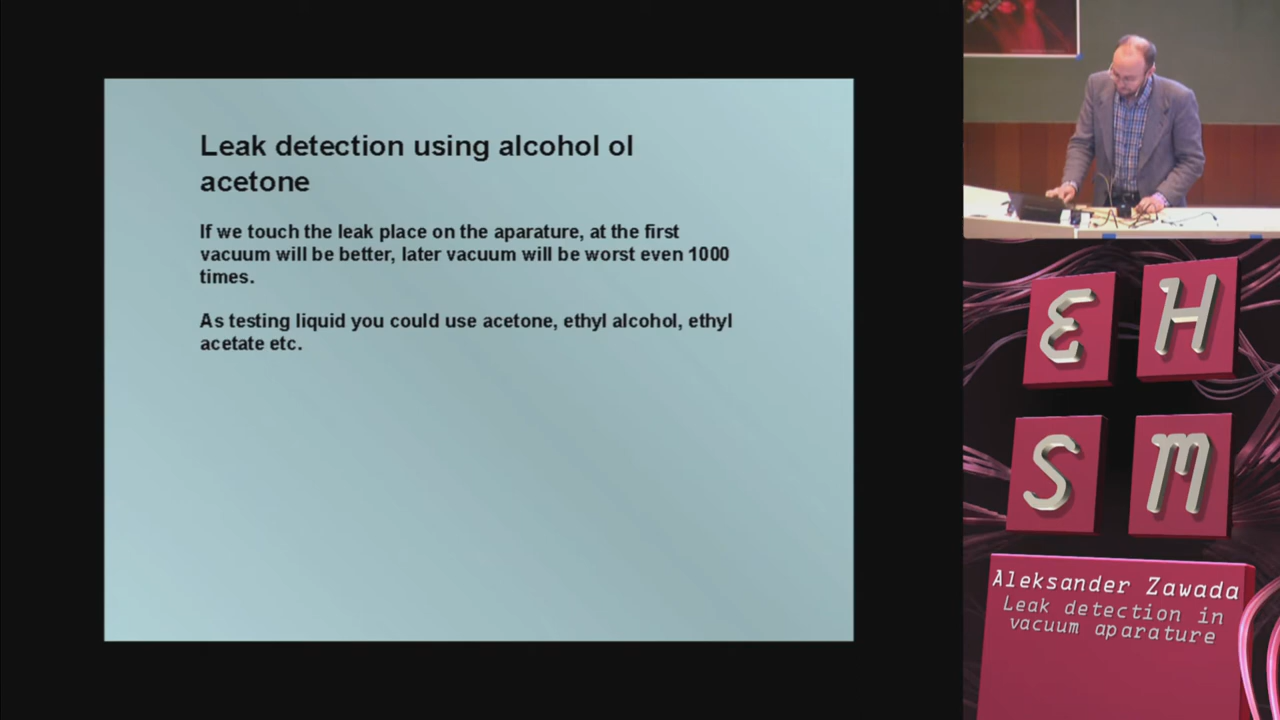 Leak detection using alcohol ol
acetone
If we touch the leak place on the aparature, at the first
vacuum will be better, later vacuum will be worst even 1000
times.
As testing liquid you could use acetone, ethyl alcohol, ethyl
acetate etc.
E H
S M
Aleksander Zawada
Leak detection in
vacuum aparature